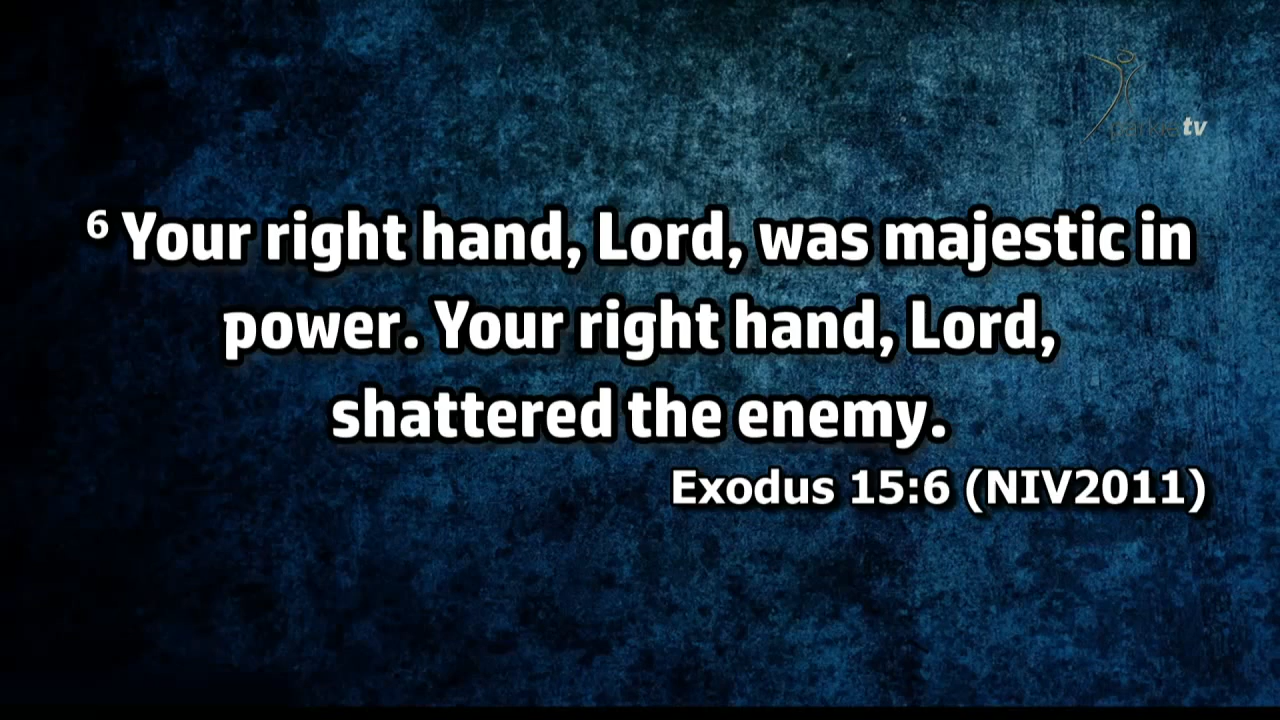 tv
6 Your right hand, Lord, was majestic in
power. Your right hand, Lord,
shattered the enemy.
Exodus 15:6 (NIV2011)